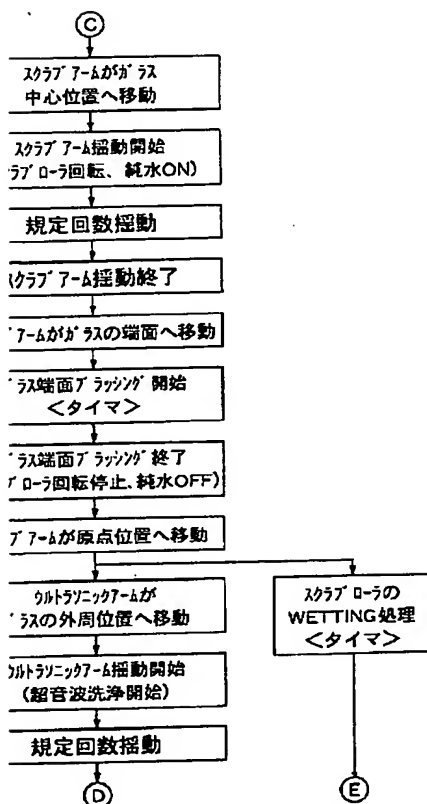 C
スクラブアームがガラス
中心位置へ移動
スクラブアーム揺動開始
ラブローラ回転、純水ON)
規定回数揺動
スクラブアーム揺動終了
ブアームがガラスの端面へ移動
ラス端面ブラッシング開始
<タイマ>
ラス端面ブラッシング終了
ブローラ回転停止、純水OFF)
ブアームが原点位置へ移動
ウルトラソニックアームが
ラスの外周位置へ移動
スクラブローラの
WETTING処理
<タイマ>
ウルトラソニックアーム揺動開始
(超音波洗浄開始)
規定回数揺動
D
E